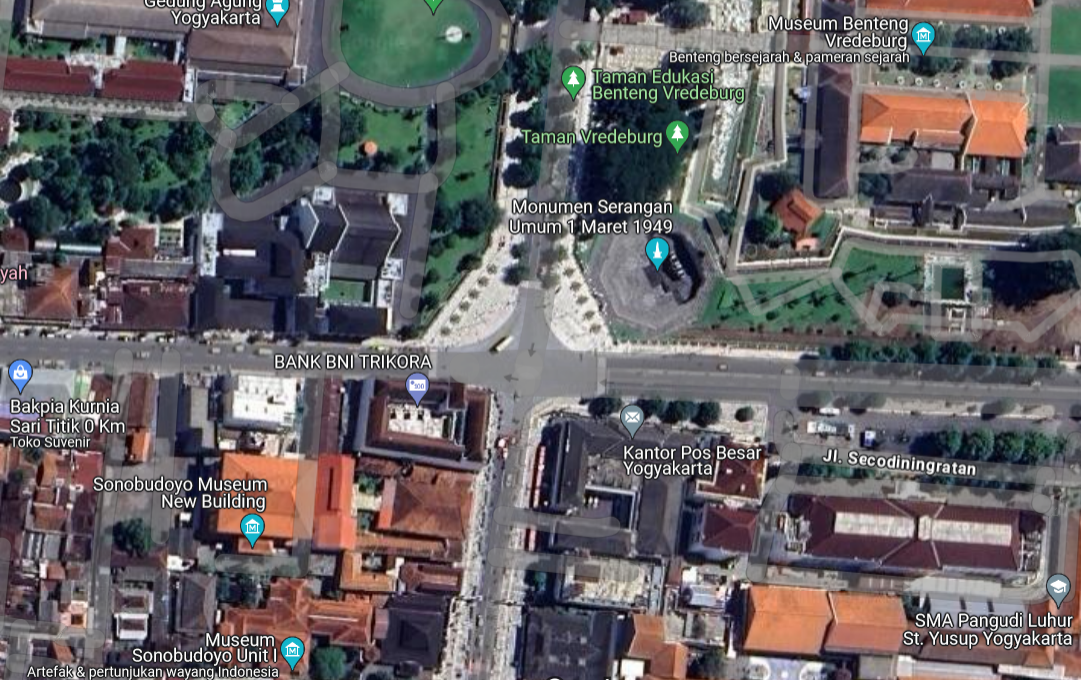 Gedung Agung
Yogyakarta
Museum Benteng
Vredeburg
Benteng bersejarah & pameran sejarah
Taman Edukasi
Benteng Vredeburg
Taman Vredeburg
Monumen Serangan
Umum 1 Maret 1949
yah
BANK BNI TRIKORA
Bakpia Kurnia
Sari Titik 0 Km
Toko Suvenir
Kantor Pos Besar
Yogyakarta
Jl. Secodiningratan
Sonobudoyo Museum
New Building
SMA Pangudi Luhur
St. Yusup Yogyakarta
Museum
Sonobudoyo Unit I
Artefak & pertunjukan wayang Indonesia